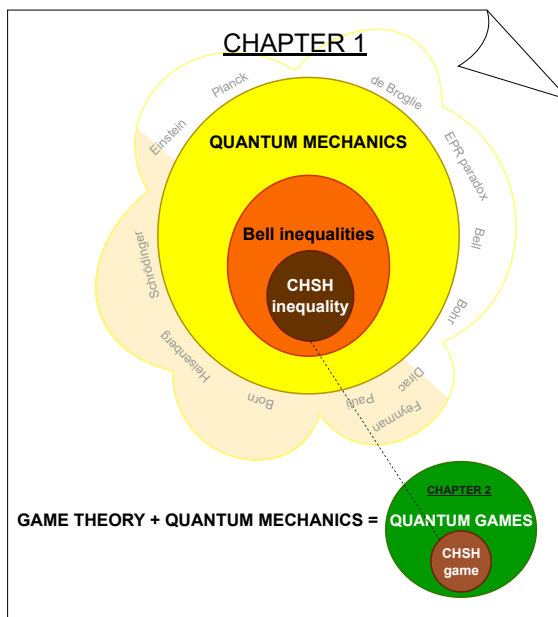 CHAPTER 1
Planck
de Broglie
Einstein
EPR paradox
QUANTUM MECHANICS
Bell
Bell inequalities
Schrödinger
CHSH
inequality
Bohr
Heisenberg
Dirac
Born
Pauli
Feynman
CHAPTER 2
GAME THEORY + QUANTUM MECHANICS =
QUANTUM GAMES
CHSH
game